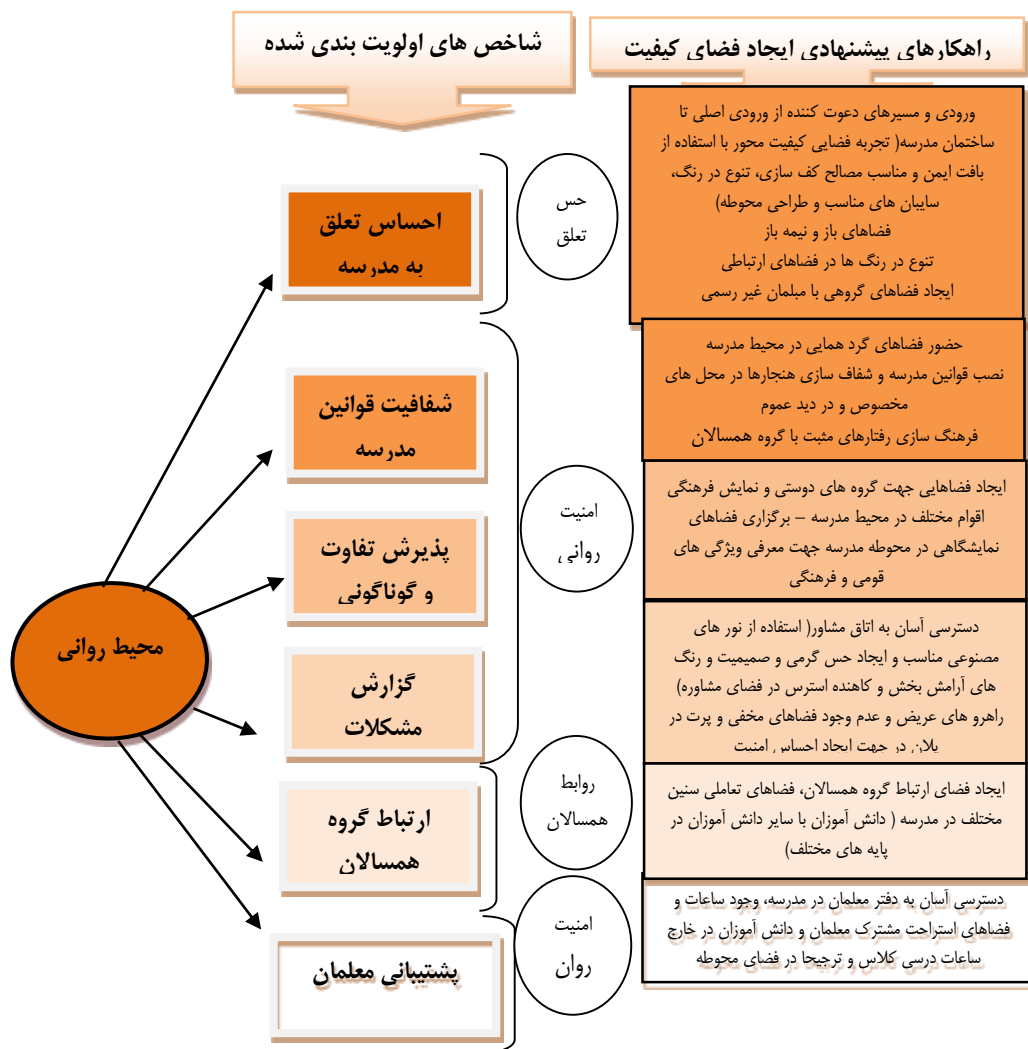 راهکارهای پیشنهادی ایجاد فضای کیفیت
شاخص های اولویت بندی شده
ورودی و مسیرهای دعوت کننده از ورودی اصلی تا
ساختمان مدرسه( تجربه فضایی کیفیت محور با استفاده از
بافت ایمن و مناسب مصالح کف سازی، تنوع در رنگ،
سایبان های مناسب و طراحی محوطه)
فضاهای باز و نیمه باز
تنوع در رنگ ها در فضاهای ارتباطی
ایجاد فضاهای گروهی با مبلمان غیر رسمی
حس
تعلق
احساس تعلق
به مدرسه
حضور فضاهای گرد همایی در محیط مدرسه
نصب قوانین مدرسه و شفاف سازی هنجارها در محل های
مخصوص و در دید عموم
فرهنگ سازی رفتارهای مثبت با گروه همسالان
شفافیت قوانین
مدرسه
ایجاد فضاهایی جهت گروه های دوستی و نمایش فرهنگی
اقوام مختلف در محیط مدرسه – برگزاری فضاهای
نمایشگاهی در محوطه مدرسه جهت معرفی ویژگی های
قومی و فرهنگی
امنیت
روانی
پذیرش تفاوت
و گوناگونی
دسترسی آسان به اتاق مشاور( استفاده از نور های
مصنوعی مناسب و ایجاد حس گرمی و صمیمیت و رنگ
های آرامش بخش و کاهنده استرس در فضای مشاوره)
راهرو های عریض و عدم وجود فضاهای مخفی و پرت در
پلان در جهت ایجاد احساس امنیت
گزارش
مشکلات
محیط روانی
ایجاد فضای ارتباط گروه همسالان، فضاهای تعاملی سنین
مختلف در مدرسه ( دانش آموزان با سایر دانش آموزان در
پایه های مختلف)
روابط
همسالان
ارتباط گروه
همسالان
دسترسی آسان به دفتر معلمان در مدرسه، وجود ساعات و
فضاهای استراحت مشترک معلمان و دانش آموزان در خارج
ساعات درسی کلاس و ترجیحا در فضای محوطه
امنیت
روان
پشتیبانی معلمان